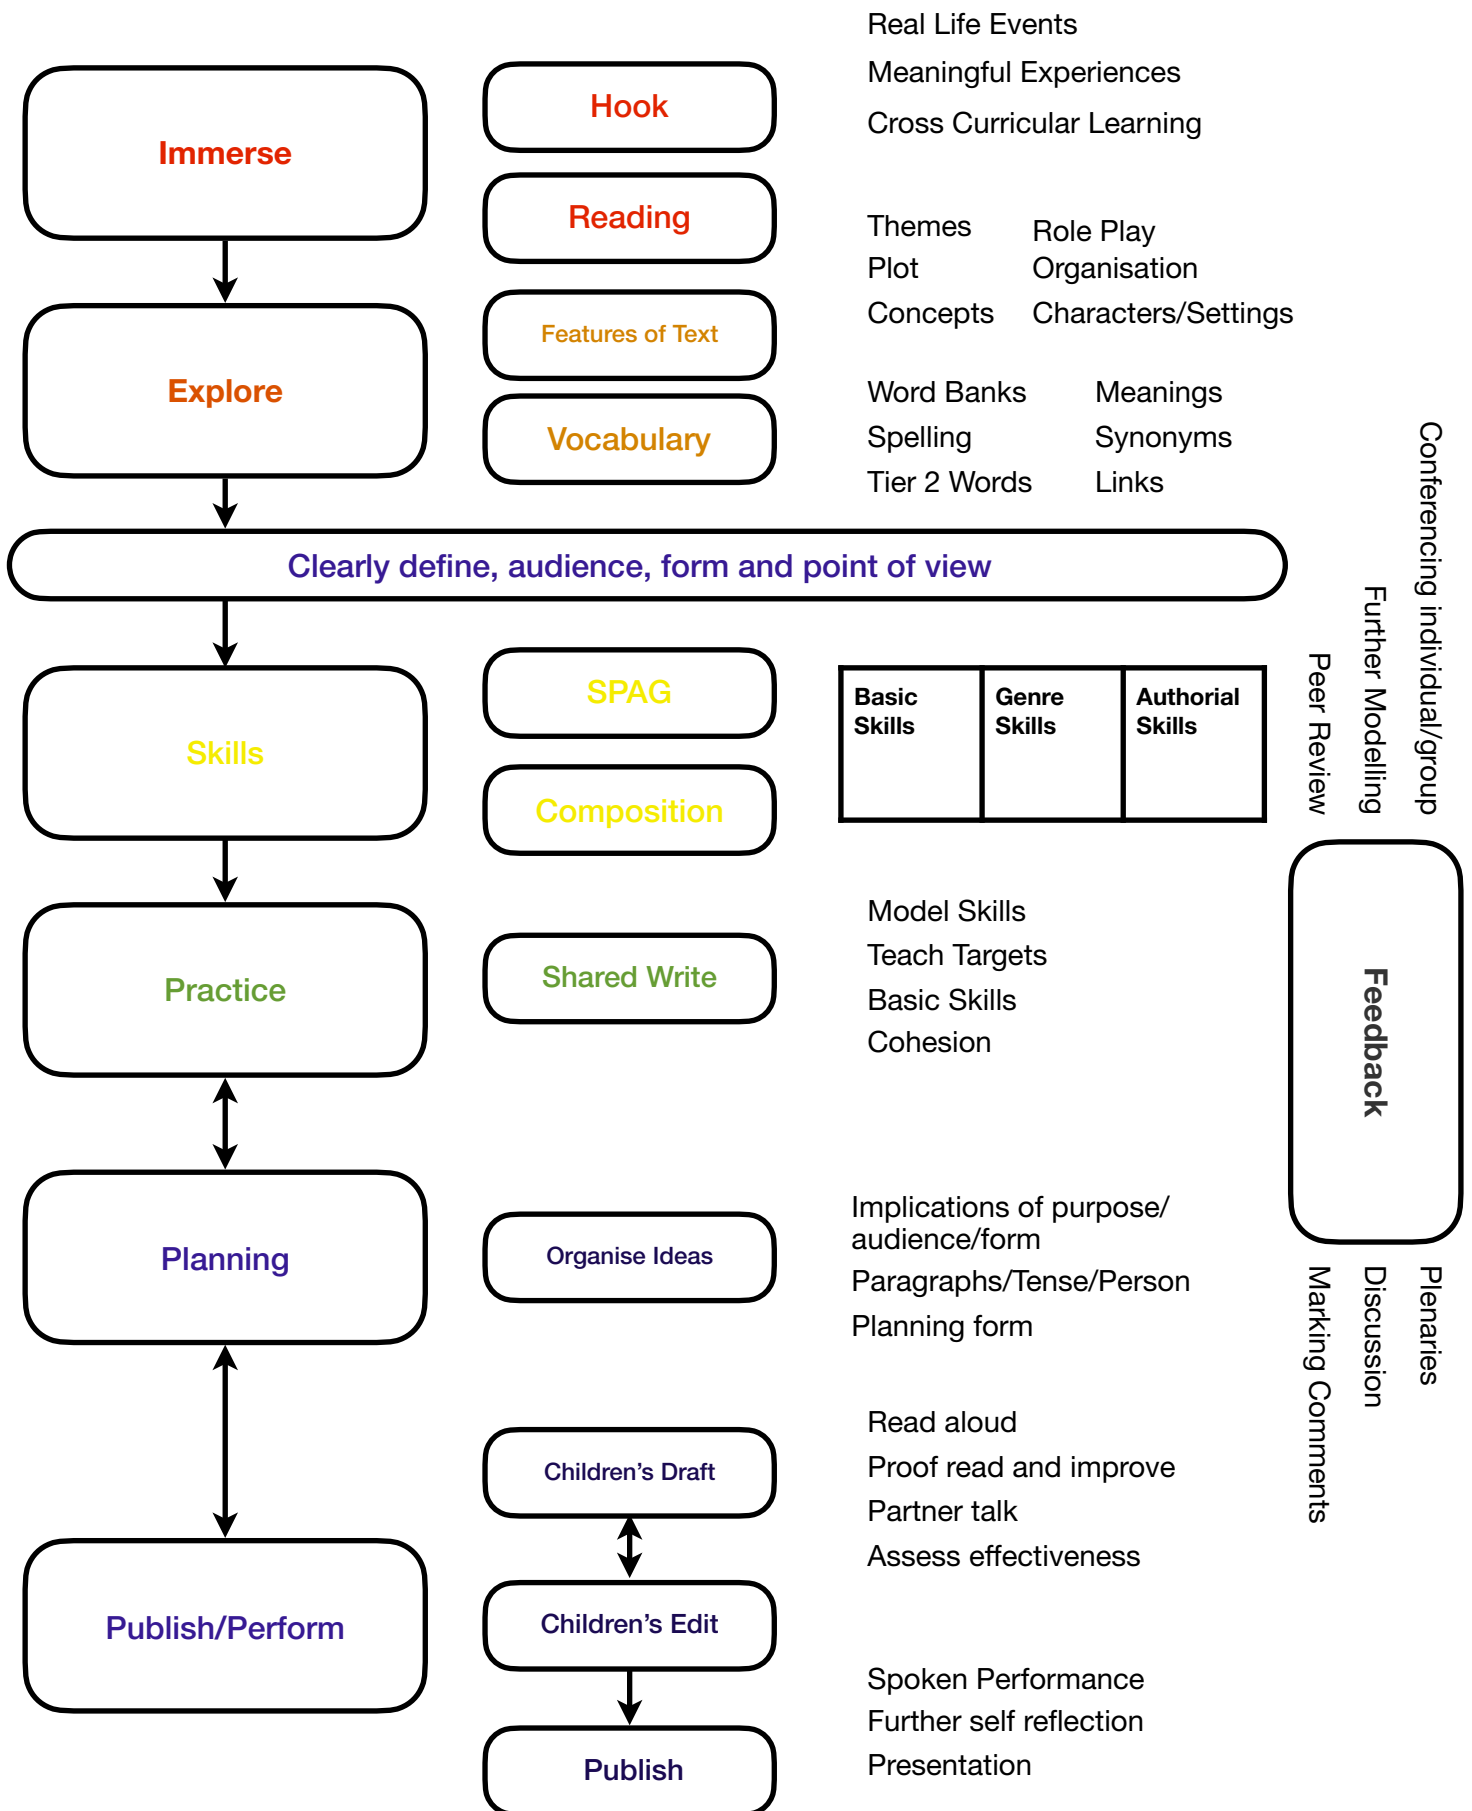 Real Life Events
Meaningful Experiences
Cross Curricular Learning
Immerse
Hook
Reading
Themes
Plot
Concepts
Role Play
Organisation
Characters/Settings
Explore
Features of Text
Vocabulary
Word Banks
Spelling
Tier 2 Words
Meanings
Synonyms
Links
Clearly define, audience, form and point of view
Skills
SPAG
Composition
Basic
Skills
Genre
Skills
Authorial
Skills
Conferencing individual/group
Further Modelling
Peer Review
Feedback
Plenaries
Discussion
Marking Comments
Practice
Shared Write
Model Skills
Teach Targets
Basic Skills
Cohesion
Planning
Organise Ideas
Implications of purpose/
audience/form
Paragraphs/Tense/Person
Planning form
Publish/Perform
Children’s Draft
Children’s Edit
Publish
Read aloud
Proof read and improve
Partner talk
Assess effectiveness
Spoken Performance
Further self reflection
Presentation